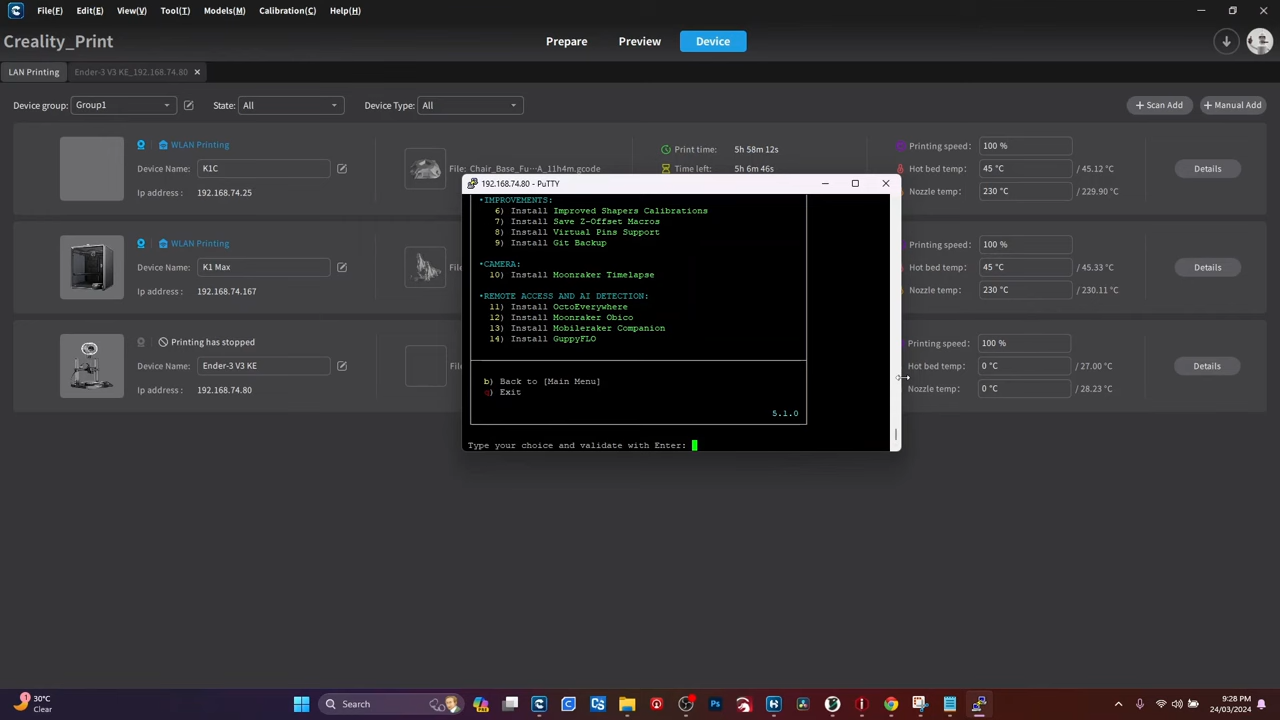 File(F) Edit(E) View(V) Tool(T) Models(M) Calibration(C) Help(H)
Creality_Print
Prepare Preview Device
LAN Printing Ender-3 V3 KE_192.168.74.80 ×
Device group: Group1 State: All Device Type: All + Scan Add + Manual Add
WLAN Printing
Device Name: K1C
Ip address: 192.168.74.25
File: Chair_Base_Fu···A_11h4m.gcode
Print time: 5h 58m 12s
Time left: 5h 6m 46s
Printing speed: 100 %
Hot bed temp: 45 °C / 45.12 °C
Nozzle temp: 230 °C / 229.90 °C
Details
WLAN Printing
Device Name: K1 Max
Ip address : 192.168.74.167
File
Printing speed: 100 %
Hot bed temp: 45 °C / 45.33 °C
Nozzle temp: 230 °C / 230.11 °C
Details
Printing has stopped
Device Name: Ender-3 V3 KE
Ip address : 192.168.74.80
File
Printing speed: 100 %
Hot bed temp: 0 °C / 27.00 °C
Nozzle temp: 0 °C / 28.23 °C
Details
192.168.74.80 - PuTTY
•IMPROVEMENTS:
6) Install Improved Shapers Calibrations
7) Install Save Z-Offset Macros
8) Install Virtual Pins Support
9) Install Git Backup
•CAMERA:
10) Install Moonraker Timelapse
•REMOTE ACCESS AND AI DETECTION:
11) Install OctoEverywhere
12) Install Moonraker Obico
13) Install Mobileraker Companion
14) Install GuppyFLO
b) Back to [Main Menu]
q) Exit
5.1.0
Type your choice and validate with Enter:
1
30°C
Clear
Search
9:28 PM
24/03/2024